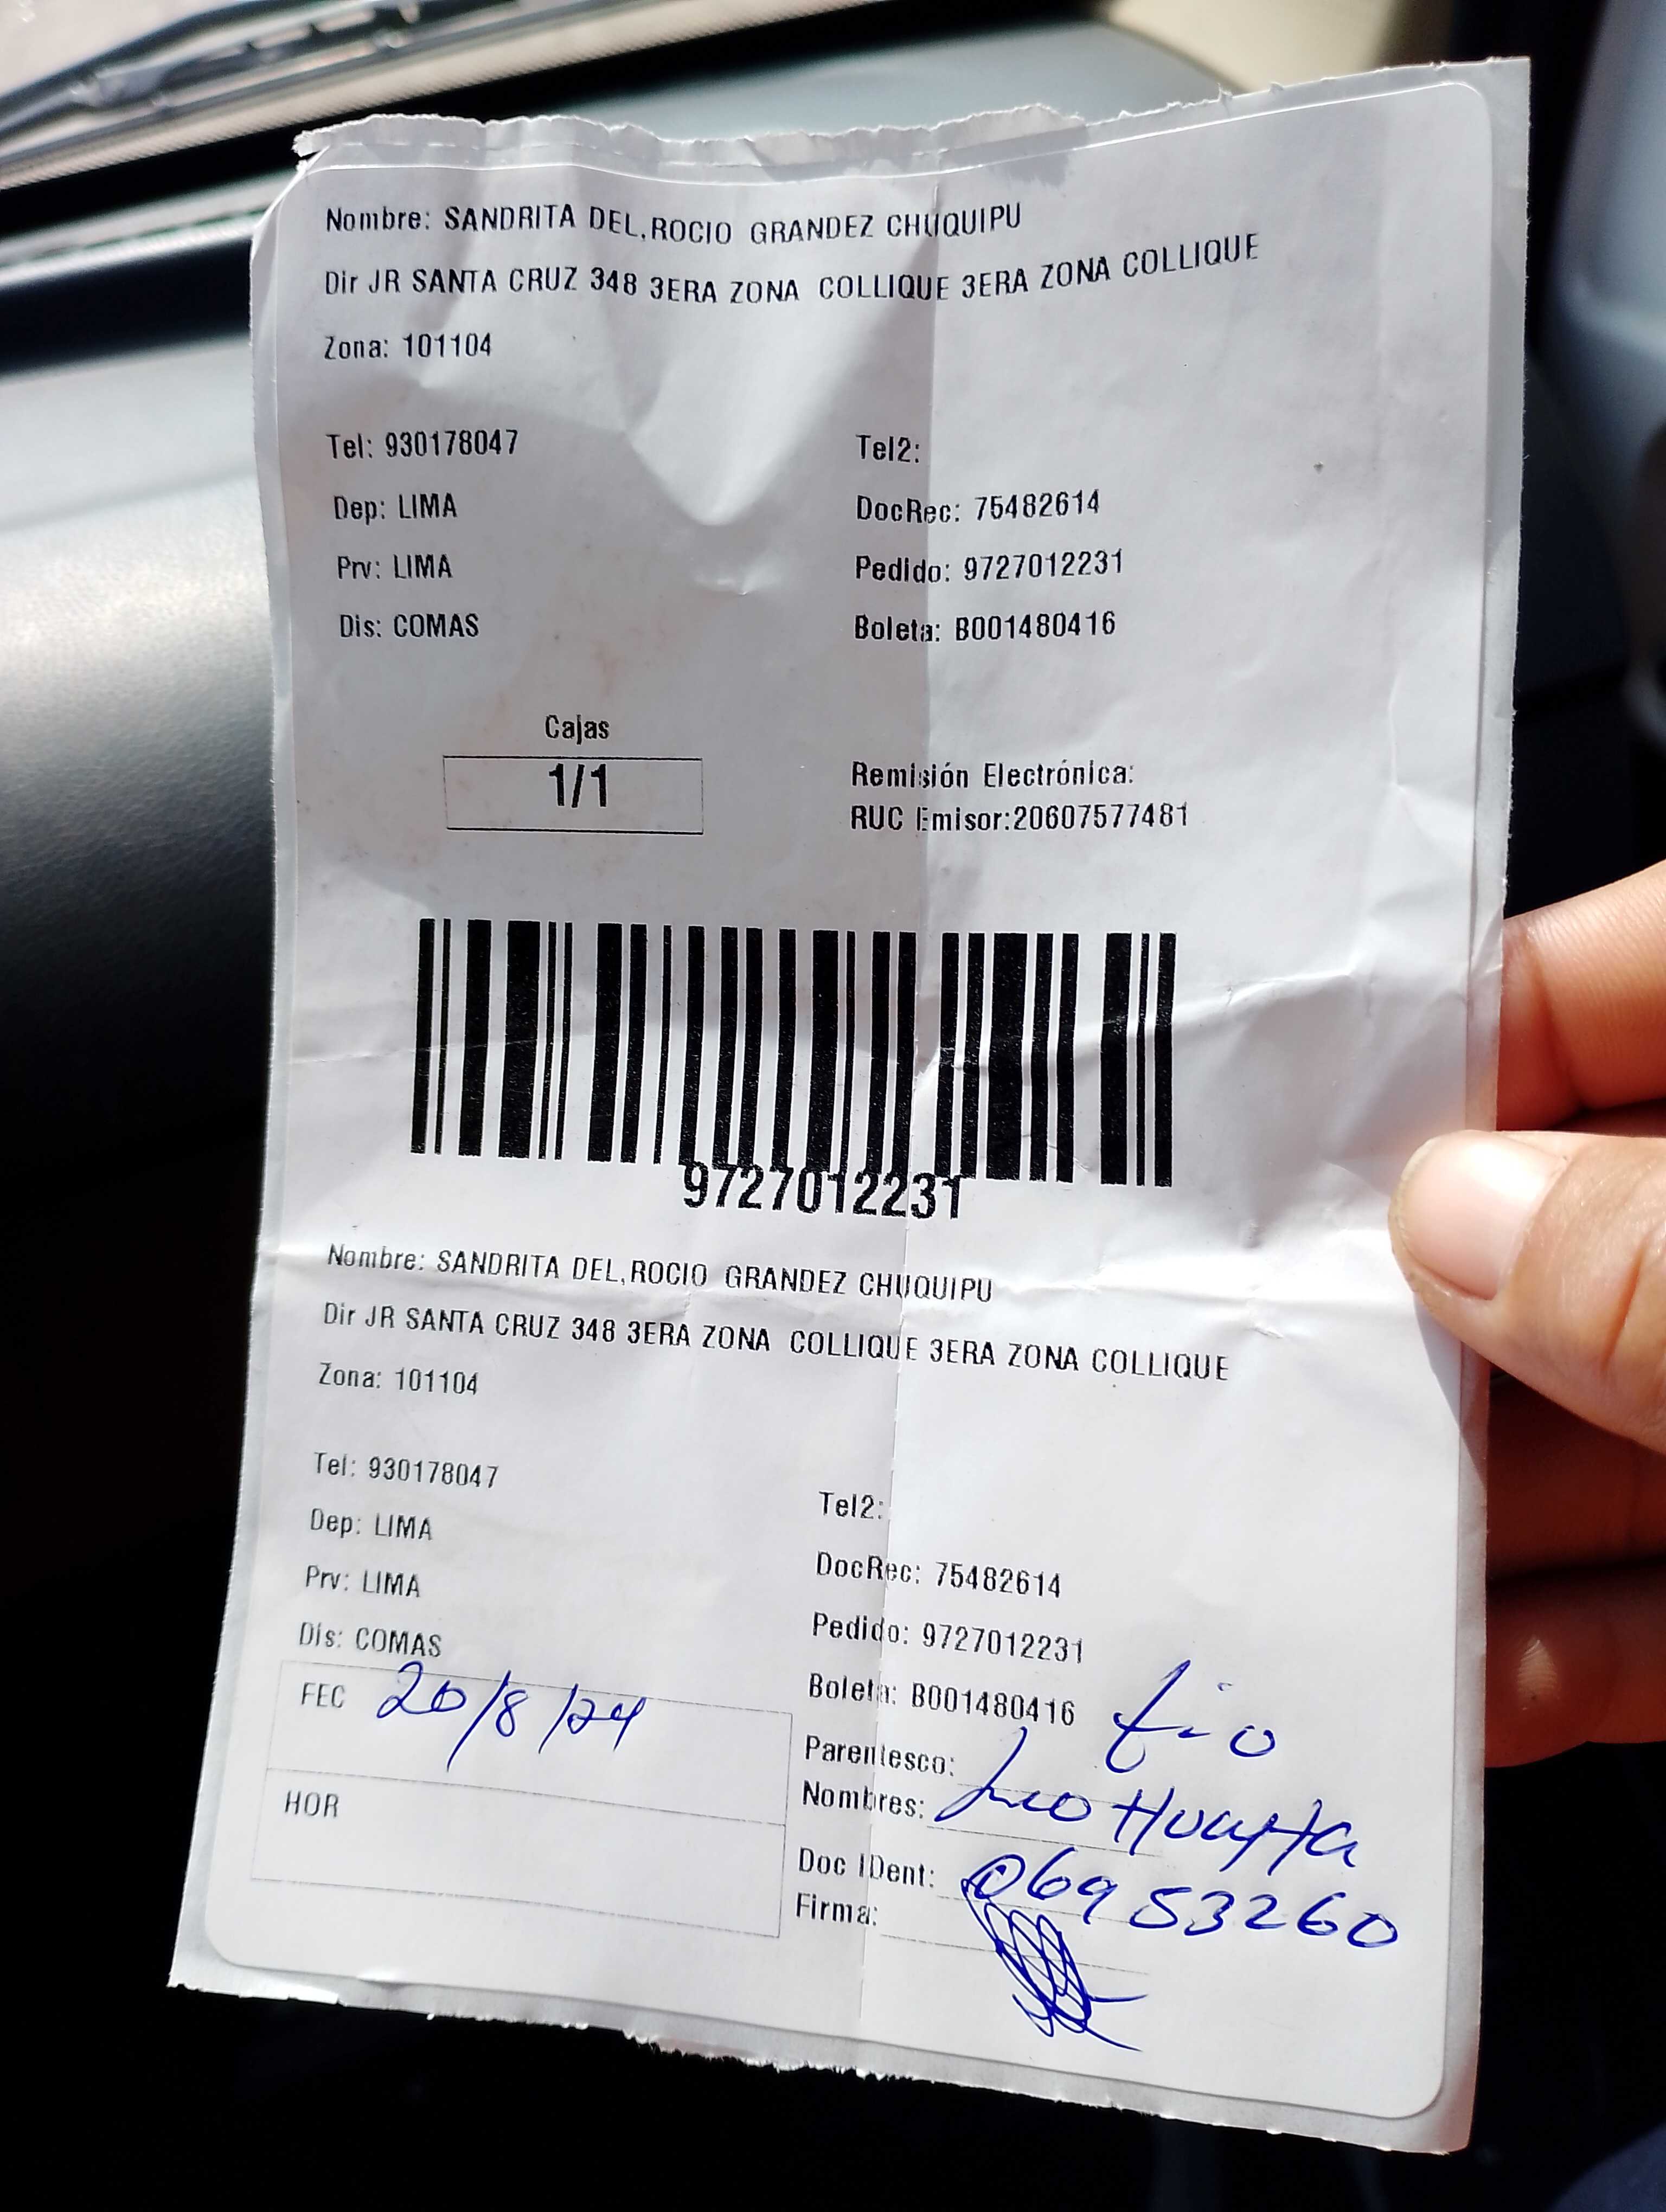 Nombre: SANDRITA DEL,ROCIO GRANDEZ CHUQUIPU
Dir JR SANTA CRUZ 348 3ERA ZONA COLLIQUE 3ERA ZONA COLLIQUE
Zona: 101104
Tel: 930178047
Tel2:
Dep: LIMA
DocRec: 75482614
Prv: LIMA
Pedido: 9727012231
Dis: COMAS
Boleta: B001480416
Cajas
1/1
Remisión Electrónica:
RUC Emisor:20607577481
9727012231
Nombre: SANDRITA DEL,ROCIO GRANDEZ CHUQUIPU
Dir JR SANTA CRUZ 348 3ERA ZONA COLLIQUE 3ERA ZONA COLLIQUE
Zona: 101104
Tel: 930178047
Tel2:
Dep: LIMA
DocRec: 75482614
Prv: LIMA
Pedido: 9727012231
Dis: COMAS
Boleta: B001480416
FEC 20/8/24
Parentesco: tio
Nombres:
HOR
Doc IDent: 06953260
Firma: